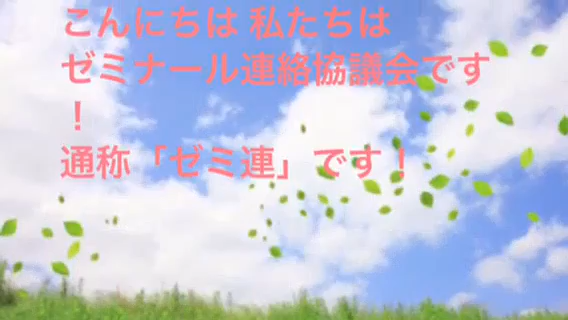 こんにちは 私たちは
ゼミナール連絡協議会です
！
通称「ゼミ連」です！